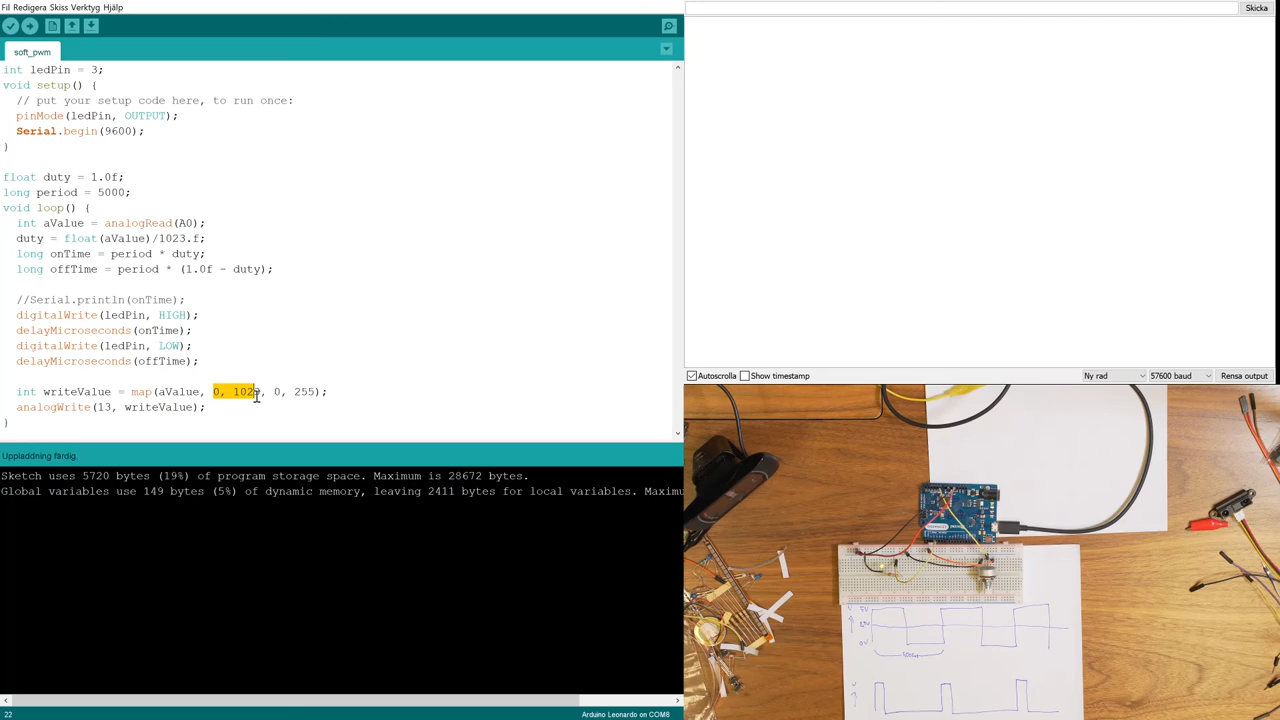 Fil Redigera Skiss Verktyg Hjälp
Skicka
soft_pwm
int ledPin = 3;
void setup() {
// put your setup code here, to run once:
pinMode(ledPin, OUTPUT);
Serial.begin(9600);
}
float duty = 1.0f;
long period = 5000;
void loop() {
int aValue = analogRead(A0);
duty = float(aValue)/1023.f;
long onTime = period * duty;
long offTime = period * (1.0f - duty);
//Serial.println(onTime);
digitalWrite(ledPin, HIGH);
delayMicroseconds(onTime);
digitalWrite(ledPin, LOW);
delayMicroseconds(offTime);
int writeValue = map(aValue, 0, 1023, 0, 255);
analogWrite(13, writeValue);
}
Autoscrolla Show timestamp Ny rad 57600 baud Rensa output
Uppladdning färdig.
Sketch uses 5720 bytes (19%) of program storage space. Maximum is 28672 bytes.
Global variables use 149 bytes (5%) of dynamic memory, leaving 2411 bytes for local variables. Maximu
5V
0V
22 Arduino Leonardo on COM8